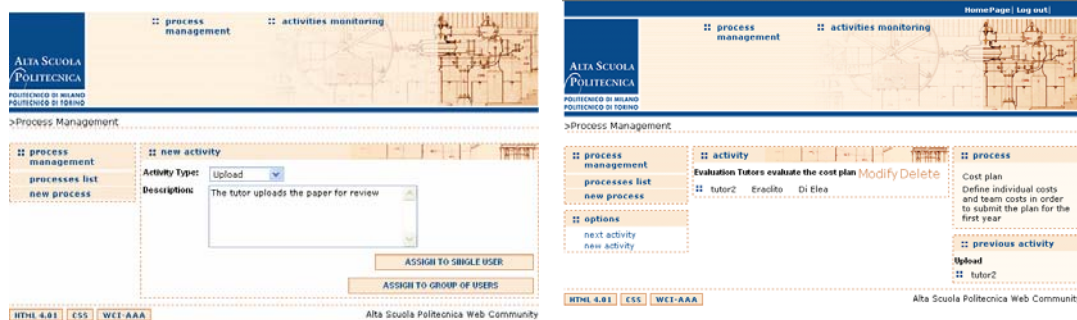 process management
activities monitoring
ALTA SCUOLA
POLITECNICA
POLITECNICO DI MILANO
POLITECNICO DI TORINO
>Process Management
process management
processes list
new process
new activity
Activity Type: Upload
Description: The tutor uploads the paper for review
ASSIGN TO SINGLE USER
ASSIGN TO GROUP OF USERS
HTML 4.01 CSS WCI-AAA
Alta Scuola Politecnica Web Community
HomePage| Log out|
process management
activities monitoring
ALTA SCUOLA
POLITECNICA
POLITECNICO DI MILANO
POLITECNICO DI TORINO
>Process Management
process management
processes list
new process
options
next activity
new activity
activity
Evaluation Tutors evaluate the cost plan Modify Delete
tutor2 Eraclito Di Elea
process
Cost plan
Define individual costs
and team costs in order
to submit the plan for the
first year
previous activity
Upload
tutor2
HTML 4.01 CSS WCI-AAA
Alta Scuola Politecnica Web Community